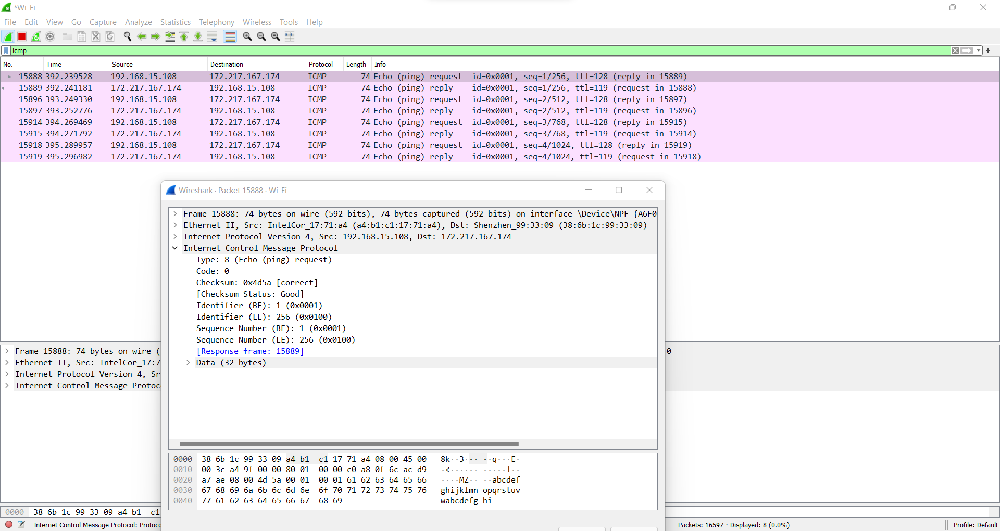 *Wi-Fi
File Edit View Go Capture Analyze Statistics Telephony Wireless Tools Help
icmp
No. Time Source Destination Protocol Length Info
15888 392.239528 192.168.15.108 172.217.167.174 ICMP 74 Echo (ping) request id=0x0001, seq=1/256, ttl=128 (reply in 15889)
15889 392.241181 172.217.167.174 192.168.15.108 ICMP 74 Echo (ping) reply id=0x0001, seq=1/256, ttl=119 (request in 15888)
15896 393.249330 192.168.15.108 172.217.167.174 ICMP 74 Echo (ping) request id=0x0001, seq=2/512, ttl=128 (reply in 15897)
15897 393.252776 172.217.167.174 192.168.15.108 ICMP 74 Echo (ping) reply id=0x0001, seq=2/512, ttl=119 (request in 15896)
15914 394.269469 192.168.15.108 172.217.167.174 ICMP 74 Echo (ping) request id=0x0001, seq=3/768, ttl=128 (reply in 15915)
15915 394.271792 172.217.167.174 192.168.15.108 ICMP 74 Echo (ping) reply id=0x0001, seq=3/768, ttl=119 (request in 15914)
15918 395.289957 192.168.15.108 172.217.167.174 ICMP 74 Echo (ping) request id=0x0001, seq=4/1024, ttl=128 (reply in 15919)
15919 395.296982 172.217.167.174 192.168.15.108 ICMP 74 Echo (ping) reply id=0x0001, seq=4/1024, ttl=119 (request in 15918)
Wireshark · Packet 15888 · Wi-Fi
Frame 15888: 74 bytes on wire (592 bits), 74 bytes captured (592 bits) on interface \Device\NPF_{A6F0
Ethernet II, Src: IntelCor_17:71:a4 (a4:b1:c1:17:71:a4), Dst: Shenzhen_99:33:09 (38:6b:1c:99:33:09)
Internet Protocol Version 4, Src: 192.168.15.108, Dst: 172.217.167.174
Internet Control Message Protocol
Type: 8 (Echo (ping) request)
Code: 0
Checksum: 0x4d5a [correct]
[Checksum Status: Good]
Identifier (BE): 1 (0x0001)
Identifier (LE): 256 (0x0100)
Sequence Number (BE): 1 (0x0001)
Sequence Number (LE): 256 (0x0100)
[Response frame: 15889]
Data (32 bytes)
0000 38 6b 1c 99 33 09 a4 b1 c1 17 71 a4 08 00 45 00 8k··3··· ··q···E·
0010 00 3c a4 9f 00 00 80 01 00 00 c0 a8 0f 6c ac d9 ·<······ ·····l··
0020 a7 ae 08 00 4d 5a 00 01 00 01 61 62 63 64 65 66 ····MZ·· ··abcdef
0030 67 68 69 6a 6b 6c 6d 6e 6f 70 71 72 73 74 75 76 ghijklmn opqrstuv
0040 77 61 62 63 64 65 66 67 68 69 wabcdefg hi
Frame 15888: 74 bytes on wire ( 0
Ethernet II, Src: IntelCor_17:7
Internet Protocol Version 4, Sr
Internet Control Message Protoc
0000 38 6b 1c 99 33 09 a4 b1 c1
Internet Control Message Protocol: Protoco
Packets: 16597 · Displayed: 8 (0.0%)
Profile: Default